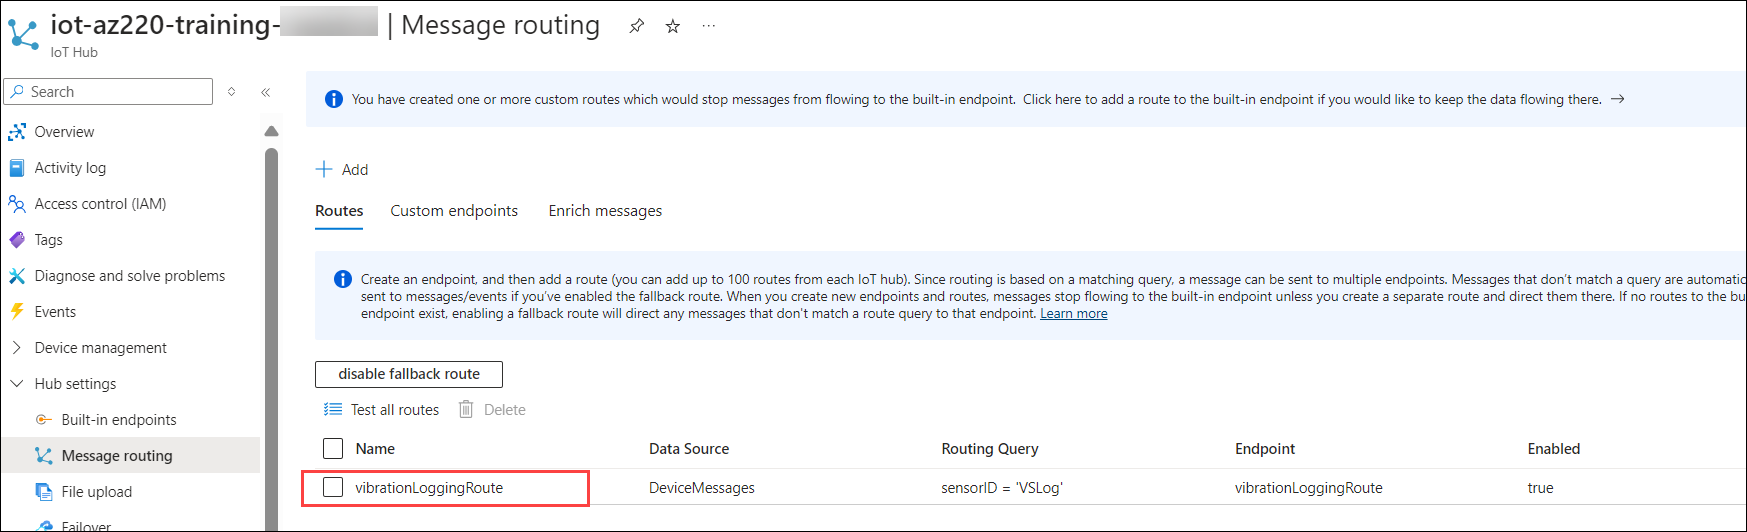 iot-az220-training- | Message routing
IoT Hub
Search
Overview
Activity log
Access control (IAM)
Tags
Diagnose and solve problems
Events
Device management
Hub settings
Built-in endpoints
Message routing
File upload
Failover
You have created one or more custom routes which would stop messages from flowing to the built-in endpoint. Click here to add a route to the built-in endpoint if you would like to keep the data flowing there. →
Add
Routes Custom endpoints Enrich messages
Create an endpoint, and then add a route (you can add up to 100 routes from each IoT hub). Since routing is based on a matching query, a message can be sent to multiple endpoints. Messages that don't match a query are automatic
sent to messages/events if you've enabled the fallback route. When you create new endpoints and routes, messages stop flowing to the built-in endpoint unless you create a separate route and direct them there. If no routes to the bu
endpoint exist, enabling a fallback route will direct any messages that don't match a route query to that endpoint. Learn more
disable fallback route
Test all routes Delete
Name Data Source Routing Query Endpoint Enabled
vibrationLoggingRoute DeviceMessages sensorID = 'VSLog' vibrationLoggingRoute true